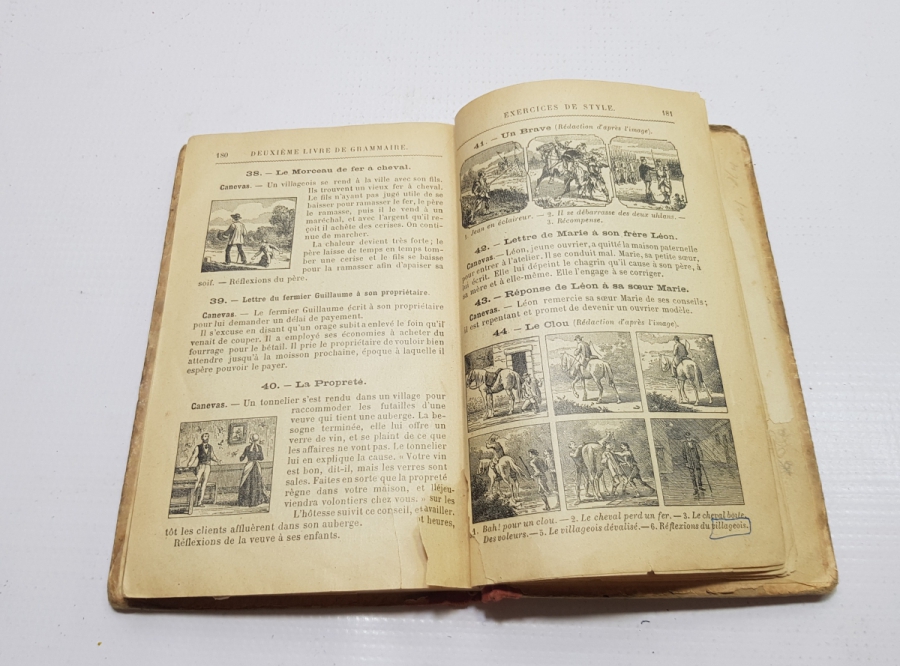 180 DEUXIÈME LIVRE DE GRAMMAIRE.
38. — Le Morceau de fer a cheval.
Canevas. — Un villageois se rend à la ville avec son fils.
Ils trouvent un vieux fer à cheval.
Le fils n'ayant pas jugé utile de se
baisser pour ramasser le fer, le père
le ramasse, puis il le vend à un
maréchal, et avec l'argent qu'il re-
çoit il achète des cerises. On conti-
nue de marcher.
La chaleur devient très forte; le
père laisse de temps en temps tom-
ber une cerise et le fils se baisse
pour la ramasser afin d'apaiser sa
soif. — Réflexions du père.
39. — Lettre du fermier Guillaume à son propriétaire.
Canevas. — Le fermier Guillaume écrit à son propriétaire
pour lui demander un délai de payement.
Il s'excuse en disant qu'un orage subit a enlevé le foin qu'il
venait de couper. Il a employé ses économies à acheter du
fourrage pour le bétail. Il prie le propriétaire de vouloir bien
attendre jusqu'à la moisson prochaine, époque à laquelle il
espère pouvoir le payer.
40. — La Propreté.
Canevas. — Un tonnelier s'est rendu dans un village pour
raccommoder les futailles d'une
veuve qui tient une auberge. La be-
sogne terminée, elle lui offre un
verre de vin, et se plaint de ce que
les affaires ne vont pas. Le tonnelier
lui en explique la cause. « Votre vin
est bon, dit-il, mais les verres sont
sales. Faites en sorte que la propreté
règne dans votre maison, et
viendra volontiers chez vous. » sur les
L'hôtesse suivit ce conseil, et availler.
tôt les clients affluèrent dans son auberge. heures,
Réflexions de la veuve à ses enfants.
EXERCICES DE STYLE. 181
41. — Un Brave (Rédaction d'après l'image).
1. Jean en éclaireur. — 2. Il se débarrasse des deux uhlans. —
3. Récompense.
42. — Lettre de Marie à son frère Léon.
Canevas. — Léon, jeune ouvrier, a quitté la maison paternelle
pour entrer à l'atelier. Il se conduit mal. Marie, sa petite sœur,
lui écrit. Elle lui dépeint le chagrin qu'il cause à son père, à
sa mère et à elle-même. Elle l'engage à se corriger.
43. — Réponse de Léon à sa sœur Marie.
Canevas. — Léon remercie sa sœur Marie de ses conseils;
il est repentant et promet de devenir un ouvrier modèle.
44. — Le Clou (Rédaction d'après l'image).
1. Bah! pour un clou. — 2. Le cheval perd un fer. — 3. Le cheval boite.
Des voleurs. — 5. Le villageois dévalisé. — 6. Réflexions du villageois.